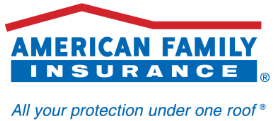 AMERICAN FAMILY
INSURANCE ®
All your protection under one roof ®